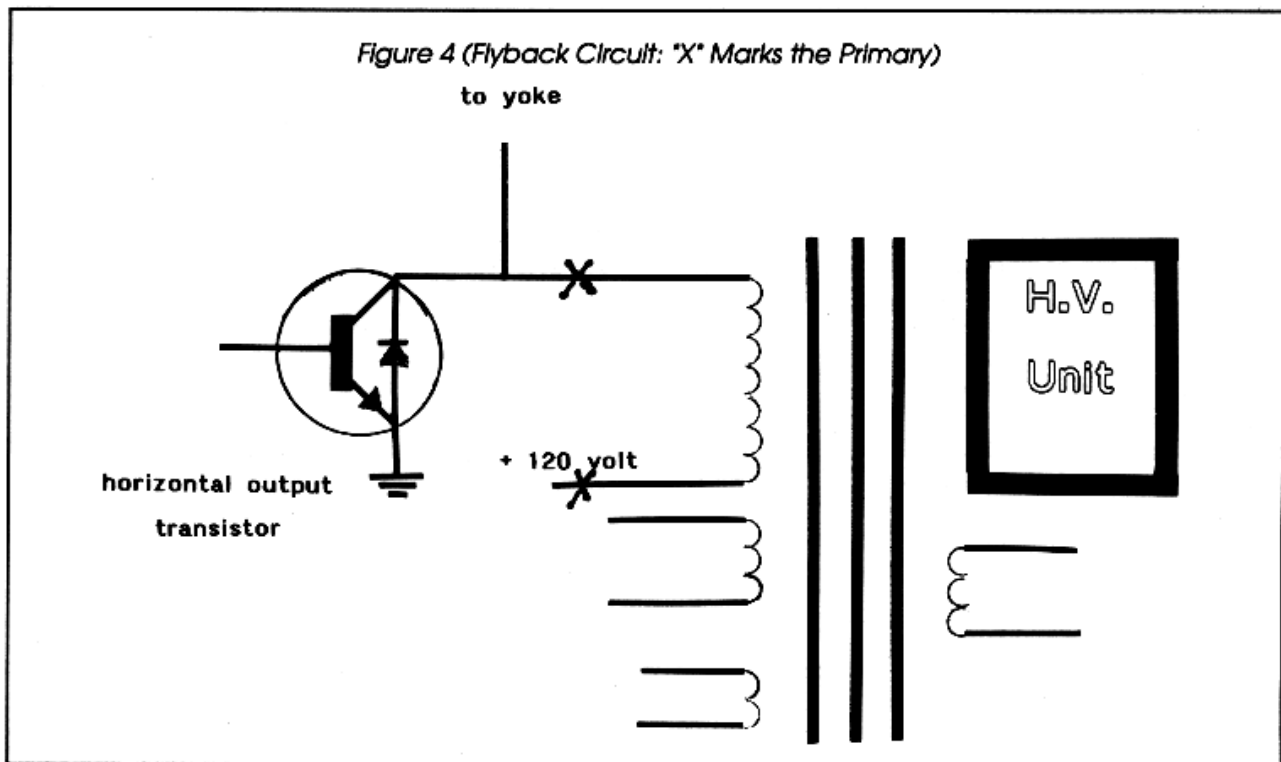 Figure 4 (Flyback Circuit: "X" Marks the Primary)
to yoke
H.V.
Unit
+ 120 volt
horizontal output
transistor